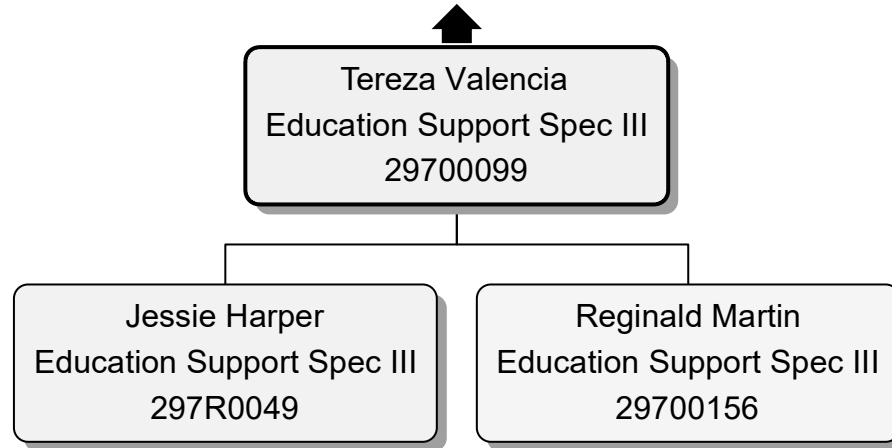 Tereza Valencia
Education Support Spec III
29700099
Jessie Harper
Education Support Spec III
297R0049
Reginald Martin
Education Support Spec III
29700156